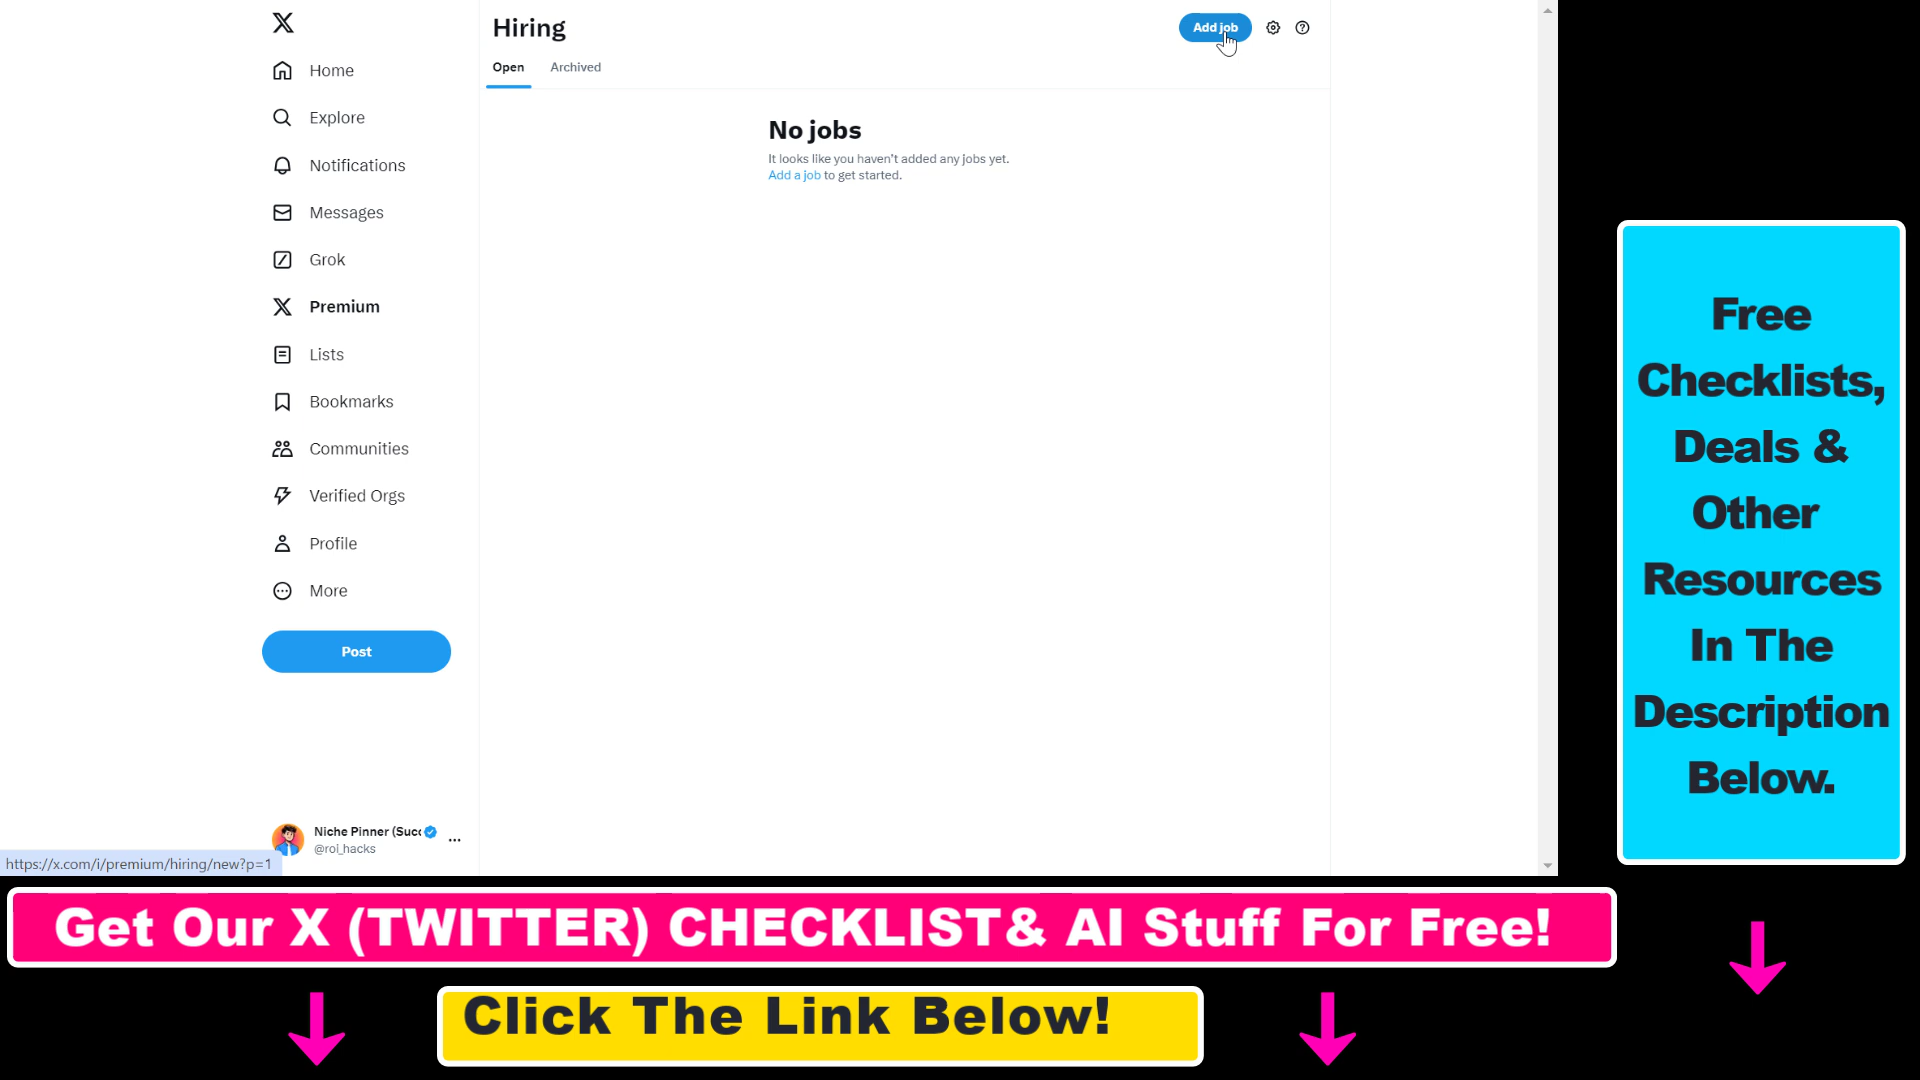 Home
Explore
Notifications
Messages
Grok
Premium
Lists
Bookmarks
Communities
Verified Orgs
Profile
More
Post
Niche Pinner (Succ
@roi_hacks
...
https://x.com/i/premium/hiring/new?p=1
Hiring
Add job
Open
Archived
No jobs
It looks like you haven't added any jobs yet.
Add a job to get started.
Free
Checklists,
Deals &
Other
Resources
In The
Description
Below.
Get Our X (TWITTER) CHECKLIST& AI Stuff For Free!
Click The Link Below!